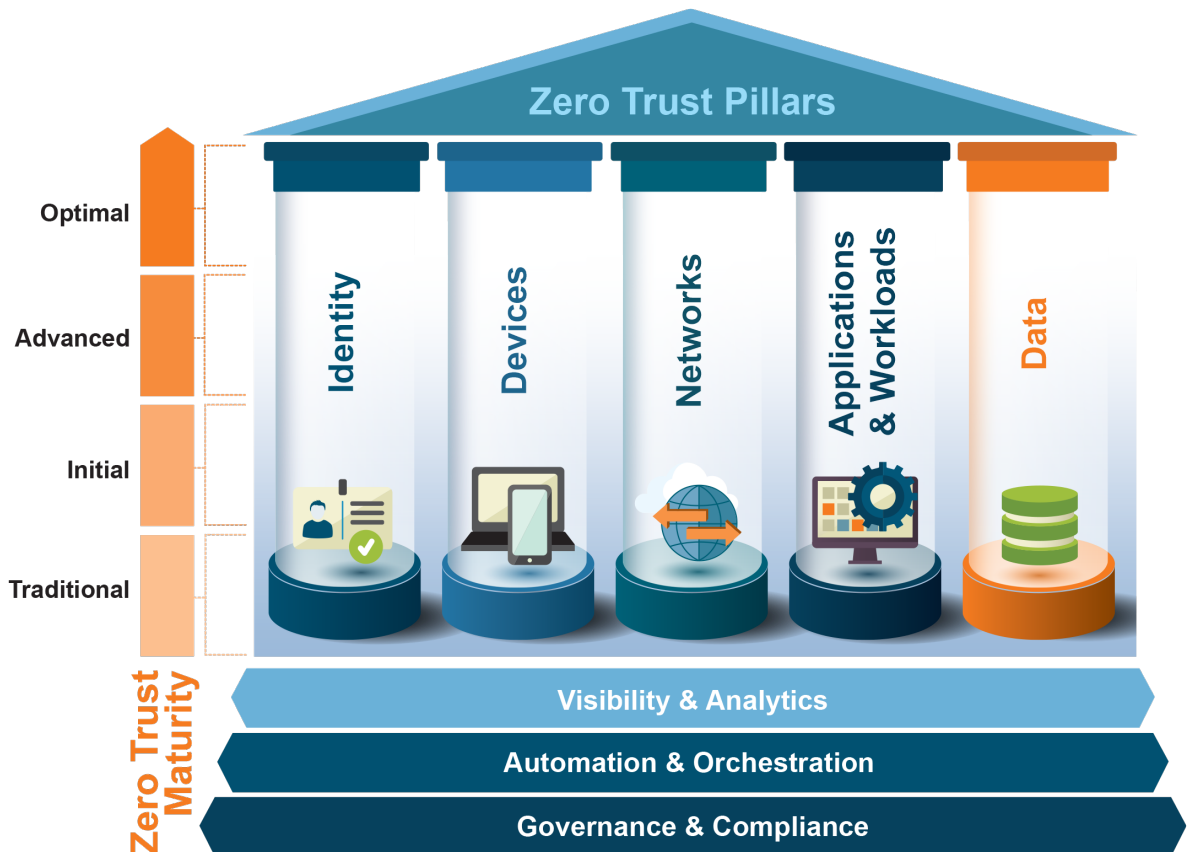 Zero Trust Pillars
Optimal
Advanced
Initial
Traditional
Zero Trust
Maturity
Identity
Devices
Networks
Applications
& Workloads
Data
Visibility & Analytics
Automation & Orchestration
Governance & Compliance